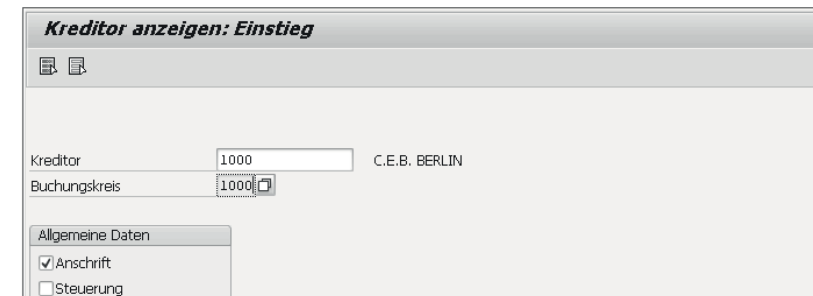 Kreditor anzeigen: Einstieg
Kreditor 1000 C.E.B. BERLIN
Buchungskreis 1000
Allgemeine Daten
Anschrift
Steuerung